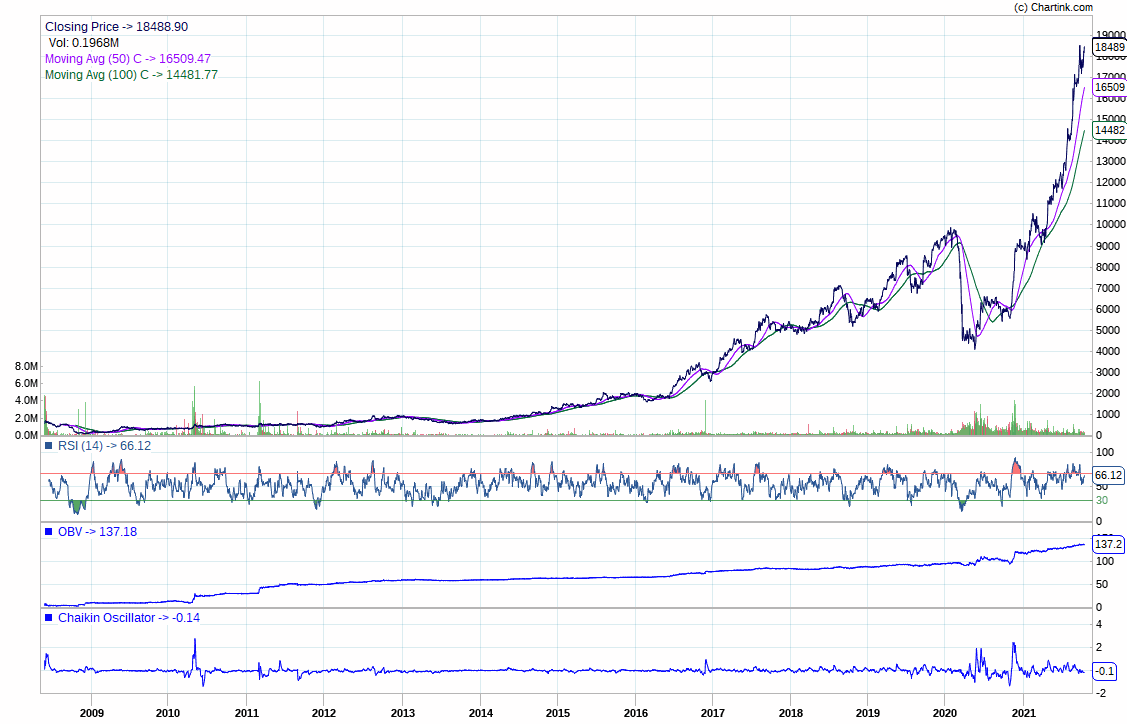 (c) Chartink.com
Closing Price -> 18488.90
Vol: 0.1968M
Moving Avg (50) C -> 16509.47
Moving Avg (100) C -> 14481.77
19000
18489
18000
17000
16509
16000
15000
14482
14000
13000
12000
11000
10000
9000
8000
7000
6000
5000
4000
3000
2000
1000
0
8.0M
6.0M
4.0M
2.0M
0.0M
RSI (14) -> 66.12
100
66.12
50
30
0
OBV -> 137.18
137.2
100
50
0
Chaikin Oscillator -> -0.14
4
2
-0.1
-2
2009 2010 2011 2012 2013 2014 2015 2016 2017 2018 2019 2020 2021